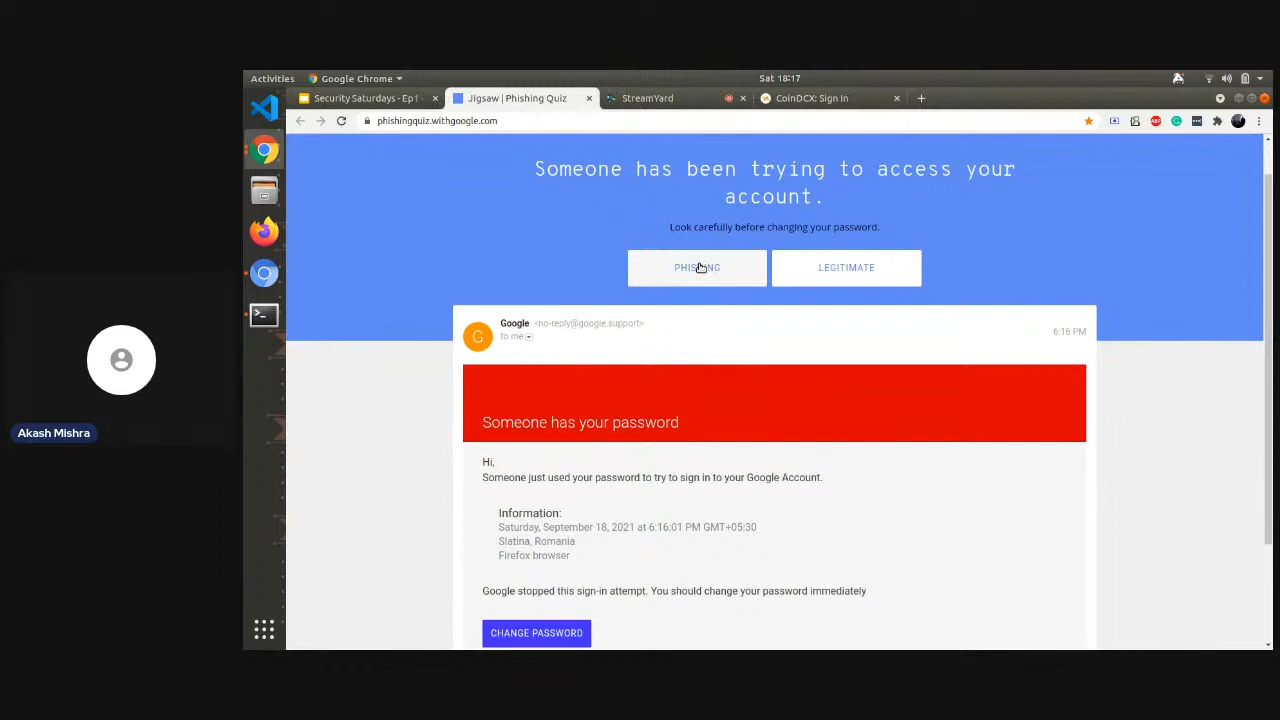 Activities
Google Chrome
Sat 18:17
Security Saturdays - Ep1
Jigsaw | Phishing Quiz
StreamYard
CoinDCX: Sign In
phishingquiz.withgoogle.com
Someone has been trying to access your
account.
Look carefully before changing your password.
PHISHING
LEGITIMATE
Google <no-reply@google.support>
to me
6:16 PM
G
Someone has your password
Hi,
Someone just used your password to try to sign in to your Google Account.
Information:
Saturday, September 18, 2021 at 6:16:01 PM GMT+05:30
Slatina, Romania
Firefox browser
Google stopped this sign-in attempt. You should change your password immediately
CHANGE PASSWORD
Akash Mishra